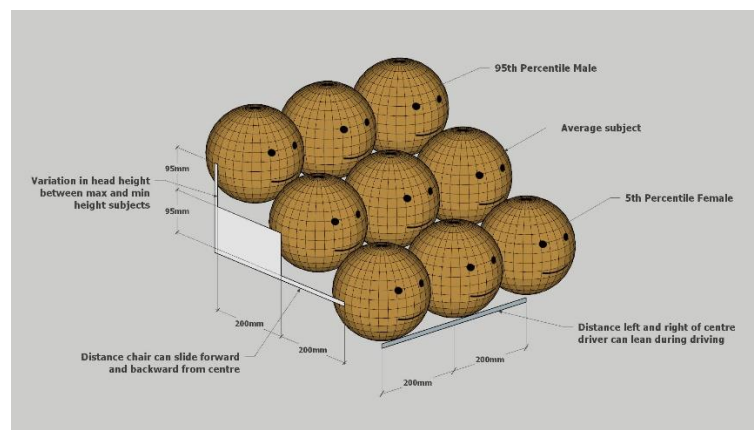 95th Percentile Male
Average subject
95mm
Variation in head height
between max and min
height subjects
95mm
5th Percentile Female
200mm
200mm
Distance chair can slide forward
and backward from centre
Distance left and right of centre
driver can lean during driving
200mm
200mm